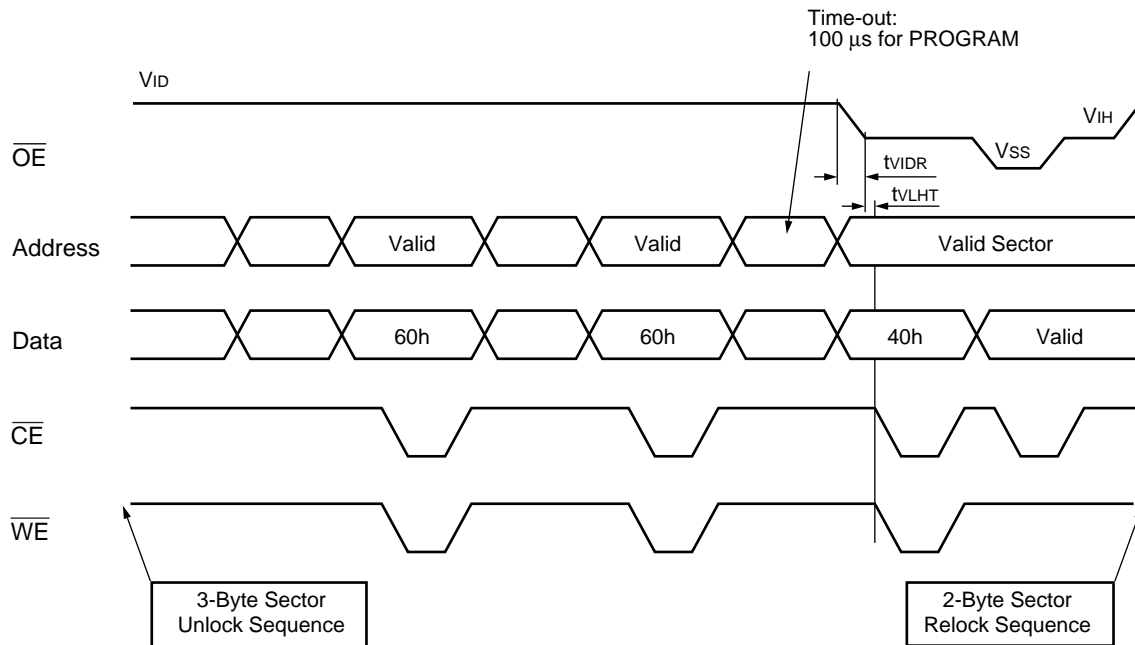 Time-out:
100 μs for PROGRAM
VID
VIH
OE
VSS
tVIDR
tVLHT
Address
Valid
Valid
Valid Sector
Data
60h
60h
40h
Valid
CE
WE
3-Byte Sector
Unlock Sequence
2-Byte Sector
Relock Sequence